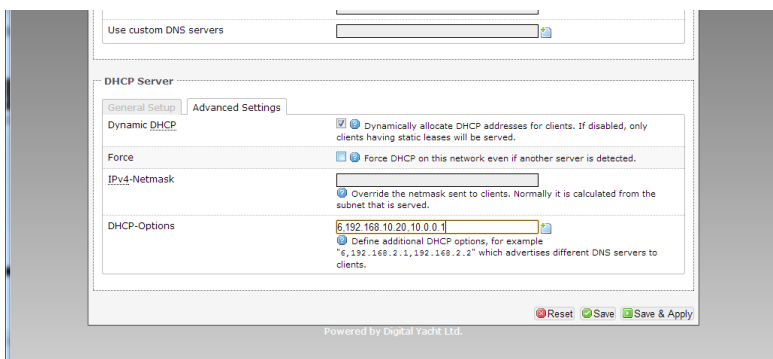 Use custom DNS servers
DHCP Server
General Setup
Advanced Settings
Dynamic DHCP
Dynamically allocate DHCP addresses for clients. If disabled, only
clients having static leases will be served.
Force
Force DHCP on this network even if another server is detected.
IPv4-Netmask
Override the netmask sent to clients. Normally it is calculated from the
subnet that is served.
DHCP-Options
6,192.168.10.20,10.0.0.1
Define additional DHCP options, for example
"6,192.168.2.1,192.168.2.2" which advertises different DNS servers to
clients.
Reset Save Save & Apply
Powered by Digital Yacht Ltd.